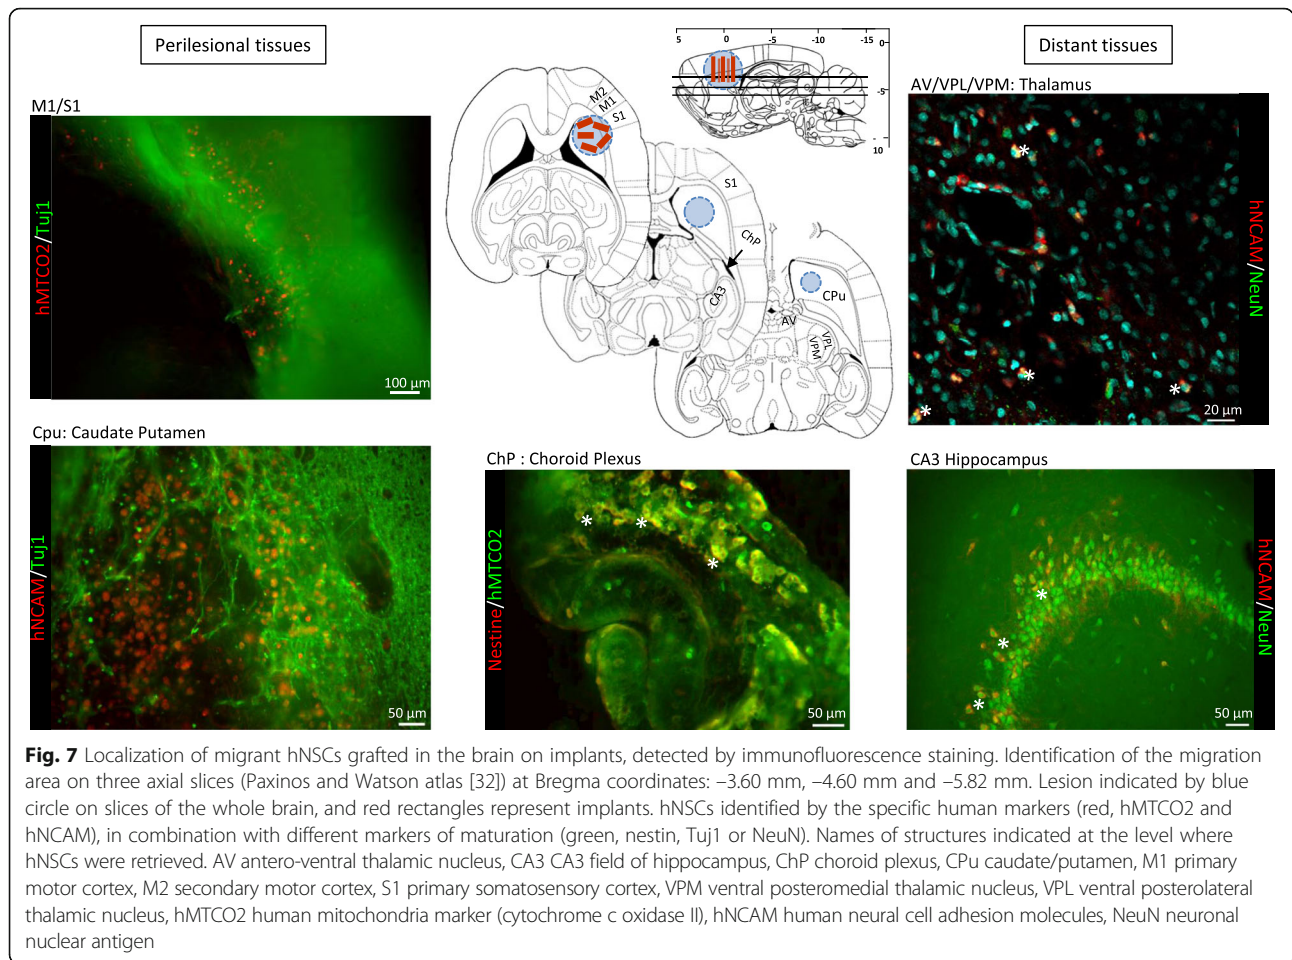 Perilesional tissues
Distant tissues
M1/S1
hMTCO2/Tuj1
100 µm
Cpu: Caudate Putamen
hNCAM/Tuj1
50 µm
M2
M1
S1
5 0 -5 -10 -15
0
-5
10
S1
ChP
CA3
CPu
AV
VPL
VPM
ChP : Choroid Plexus
Nestine/hMTCO2
*
*
*
50 µm
AV/VPL/VPM: Thalamus
hNCAM/NeuN
*
*
*
*
20 µm
CA3 Hippocampus
hNCAM/NeuN
*
*
*
50 µm
Fig. 7 Localization of migrant hNSCs grafted in the brain on implants, detected by immunofluorescence staining. Identification of the migration
area on three axial slices (Paxinos and Watson atlas [32]) at Bregma coordinates: –3.60 mm, –4.60 mm and –5.82 mm. Lesion indicated by blue
circle on slices of the whole brain, and red rectangles represent implants. hNSCs identified by the specific human markers (red, hMTCO2 and
hNCAM), in combination with different markers of maturation (green, nestin, Tuj1 or NeuN). Names of structures indicated at the level where
hNSCs were retrieved. AV antero-ventral thalamic nucleus, CA3 CA3 field of hippocampus, ChP choroid plexus, CPu caudate/putamen, M1 primary
motor cortex, M2 secondary motor cortex, S1 primary somatosensory cortex, VPM ventral posteromedial thalamic nucleus, VPL ventral posterolateral
thalamic nucleus, hMTCO2 human mitochondria marker (cytochrome c oxidase II), hNCAM human neural cell adhesion molecules, NeuN neuronal
nuclear antigen